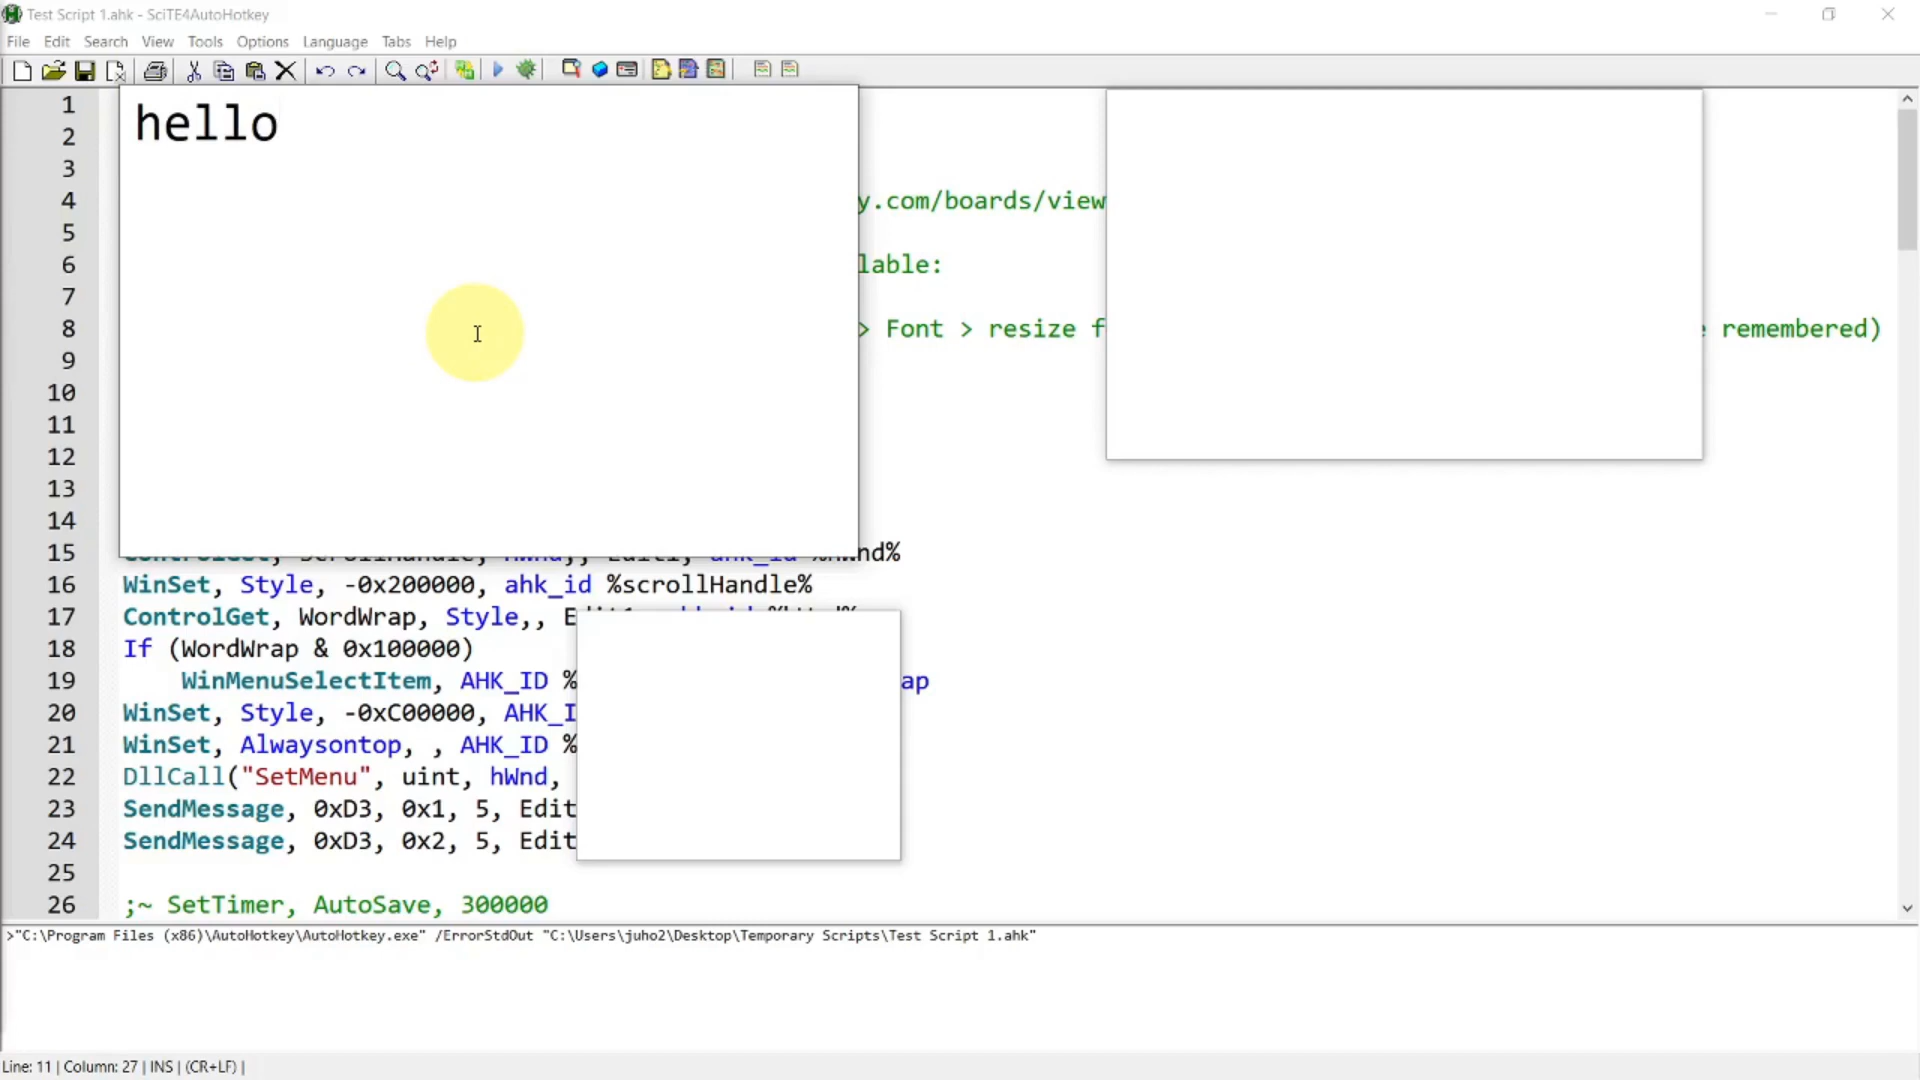 Test Script 1.ahk - SciTE4AutoHotkey
File Edit Search View Tools Options Language Tabs Help
1
hello
2
3
4 y.com/boards/view
5
6 lable:
7
8 > Font > resize f remembered)
9
10
11
12
13
14
15 ahk_id nd%
16 WinSet, Style, -0x200000, ahk_id %scrollHandle%
17 ControlGet, WordWrap, Style,, E
18 If (WordWrap & 0x100000)
19 WinMenuSelectItem, AHK_ID % ap
20 WinSet, Style, -0xC00000, AHK_I
21 WinSet, Alwaysontop, , AHK_ID %
22 DllCall("SetMenu", uint, hWnd,
23 SendMessage, 0xD3, 0x1, 5, Edit
24 SendMessage, 0xD3, 0x2, 5, Edit
25
26 ;~ SetTimer, AutoSave, 300000
>"C:\Program Files (x86)\AutoHotkey\AutoHotkey.exe" /ErrorStdOut "C:\Users\juho2\Desktop\Temporary Scripts\Test Script 1.ahk"
Line: 11 | Column: 27 | INS | (CR+LF) |